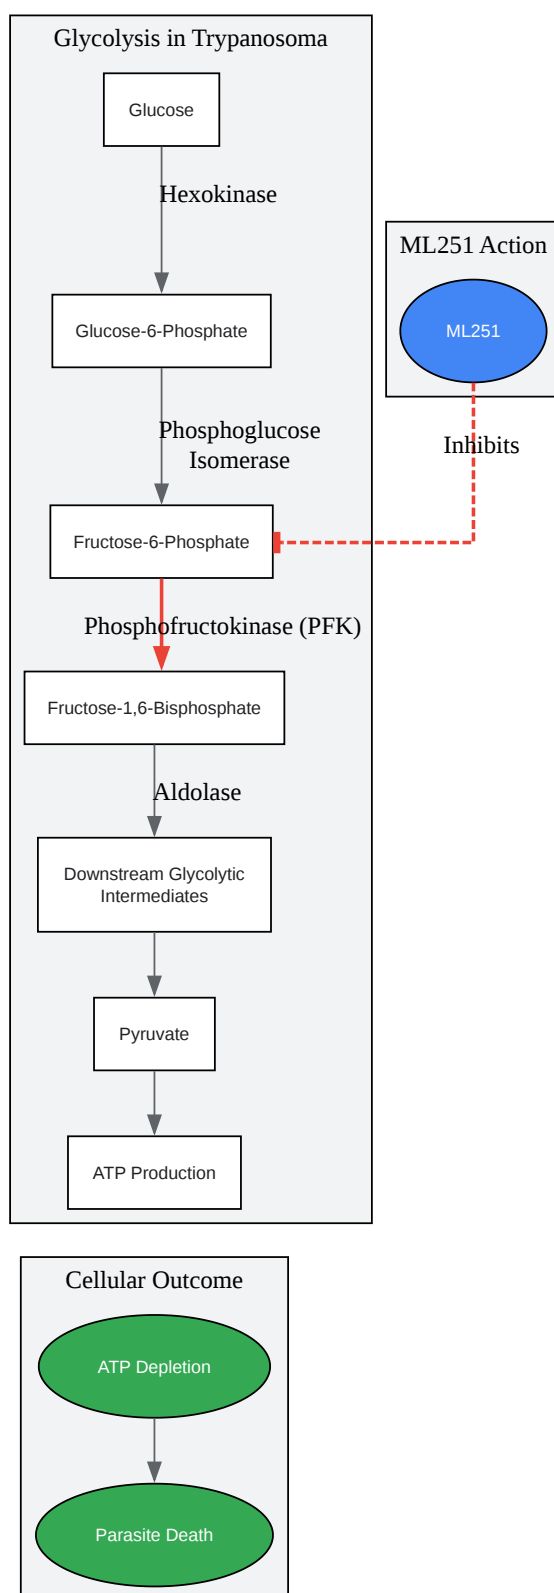 Glycolysis in Trypanosoma
Glucose
Hexokinase
ML251 Action
Glucose-6-Phosphate
ML251
Phosphoglucose
Isomerase
Inhibits
Fructose-6-Phosphate
Phosphofructokinase (PFK)
Fructose-1,6-Bisphosphate
Aldolase
Downstream Glycolytic
Intermediates
Pyruvate
ATP Production
Cellular Outcome
ATP Depletion
Parasite Death